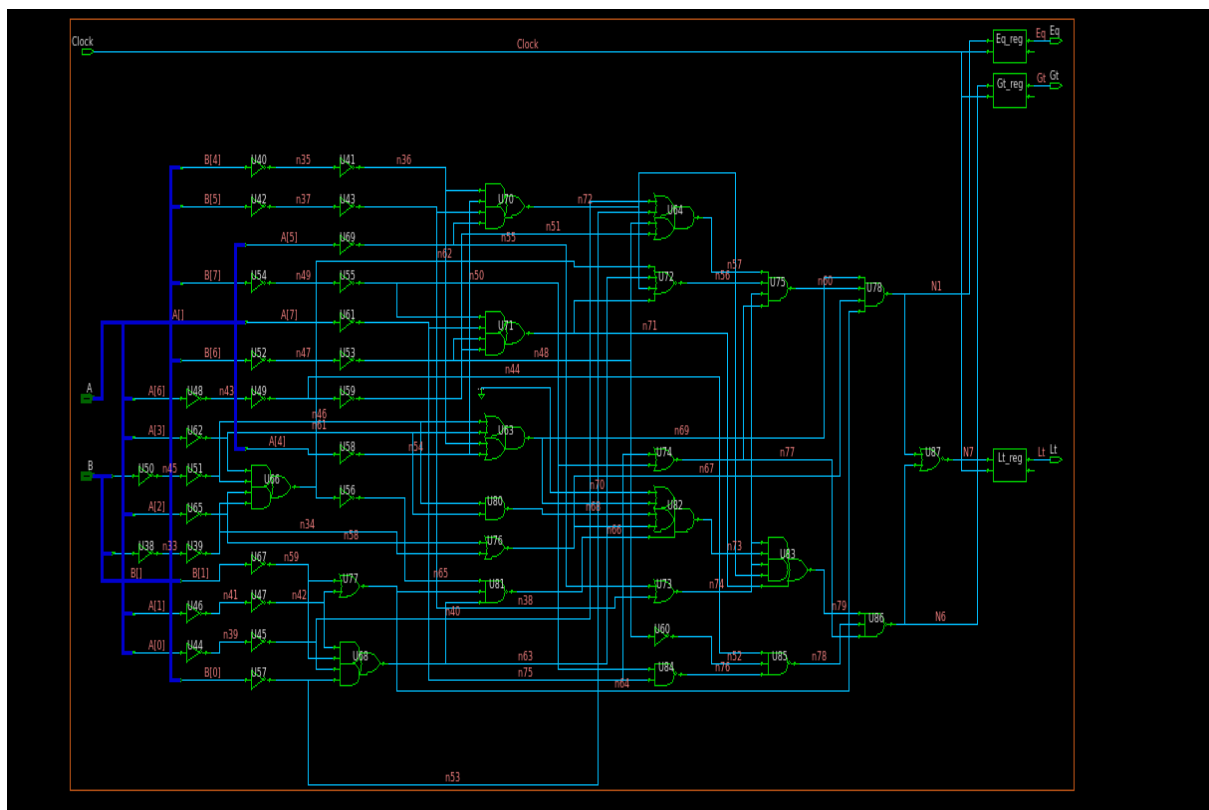 Clock
Clock
Eq_reg Eq Eq
Gt_reg Gt Gt
B[4] U40 n35 U41 n36
B[5] U42 n37 U43 U70 n72 U64
A[5] U69 n55 n51
n62 n57
B[7] U54 n49 U55 n50 U72 n56 U75 n60 U78 N1
A[] A[7] U61 U71 n71
B[6] U52 n47 U53 n48
n44
A
A[6] U48 n43 U49 U59
n46
n61
A[3] U62 U63 n69
A[4] U58 n54 U74 n77 U87 N7 Lt_reg Lt Lt
B
U50 n45 U51 U66 n67
U56 n70
A[2] U65 U80 n68 U82
n34 n58 n66
U38 n33 U39 U76 n73 U83
B[] B[1] U67 n59 U77 n65 U81 U73 n74
A[1] U46 n41 U47 n42 n38
n40 n79 U86 N6
A[0] U44 n39 U45 U60
U68 n63 n52 U85 n78
B[0] U57 n75 U84 n76
n64
n53